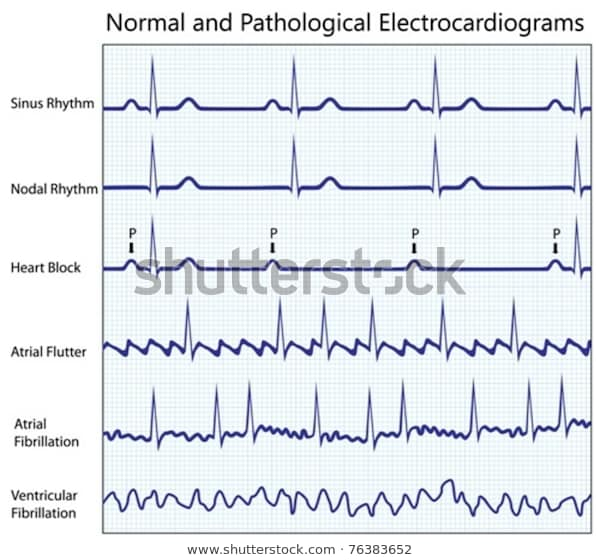 Normal and Pathological Electrocardiograms
Sinus Rhythm
Nodal Rhythm
P P P P
Heart Block
shutterstock
Atrial Flutter
Atrial
Fibrillation
Ventricular
Fibrillation
www.shutterstock.com · 76383652